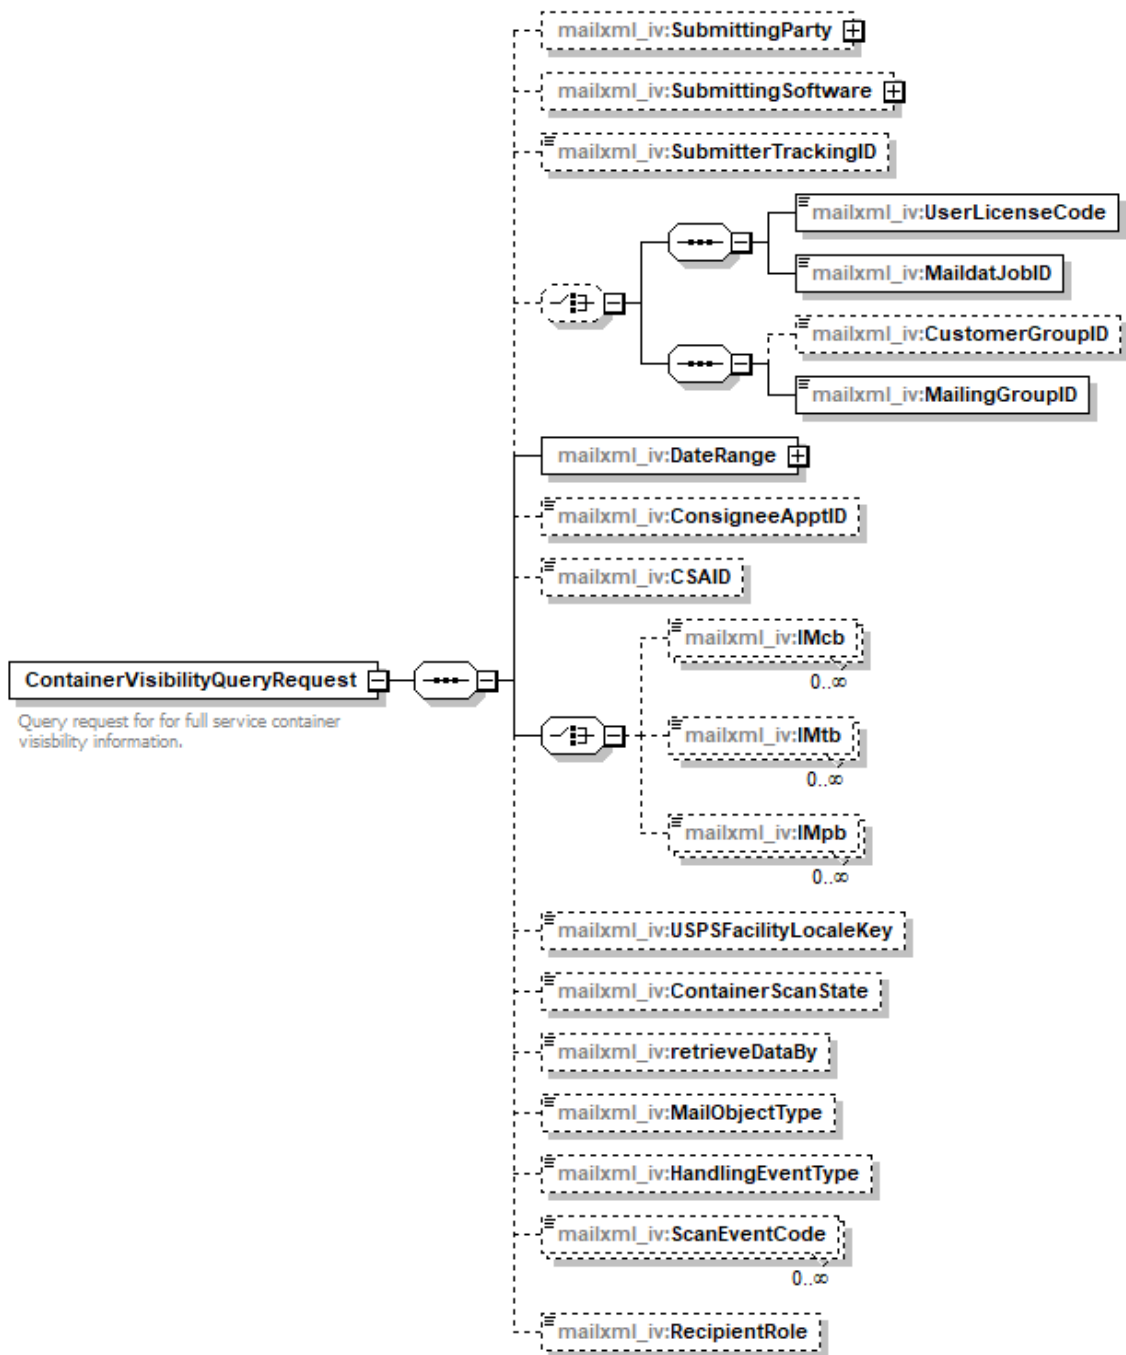 mailxml_iv:SubmittingParty
mailxml_iv:SubmittingSoftware
mailxml_iv:SubmitterTrackingID
mailxml_iv:UserLicenseCode
mailxml_iv:MaildatJobID
mailxml_iv:CustomerGroupID
mailxml_iv:MailingGroupID
mailxml_iv:DateRange
mailxml_iv:ConsigneeApptID
mailxml_iv:CSAID
mailxml_iv:IMcb
0..∞
ContainerVisibilityQueryRequest
Query request for for full service container
visisbility information.
mailxml_iv:IMtb
0..∞
mailxml_iv:IMpb
0..∞
mailxml_iv:USPSFacilityLocaleKey
mailxml_iv:ContainerScanState
mailxml_iv:retrieveDataBy
mailxml_iv:MailObjectType
mailxml_iv:HandlingEventType
mailxml_iv:ScanEventCode
0..∞
mailxml_iv:RecipientRole